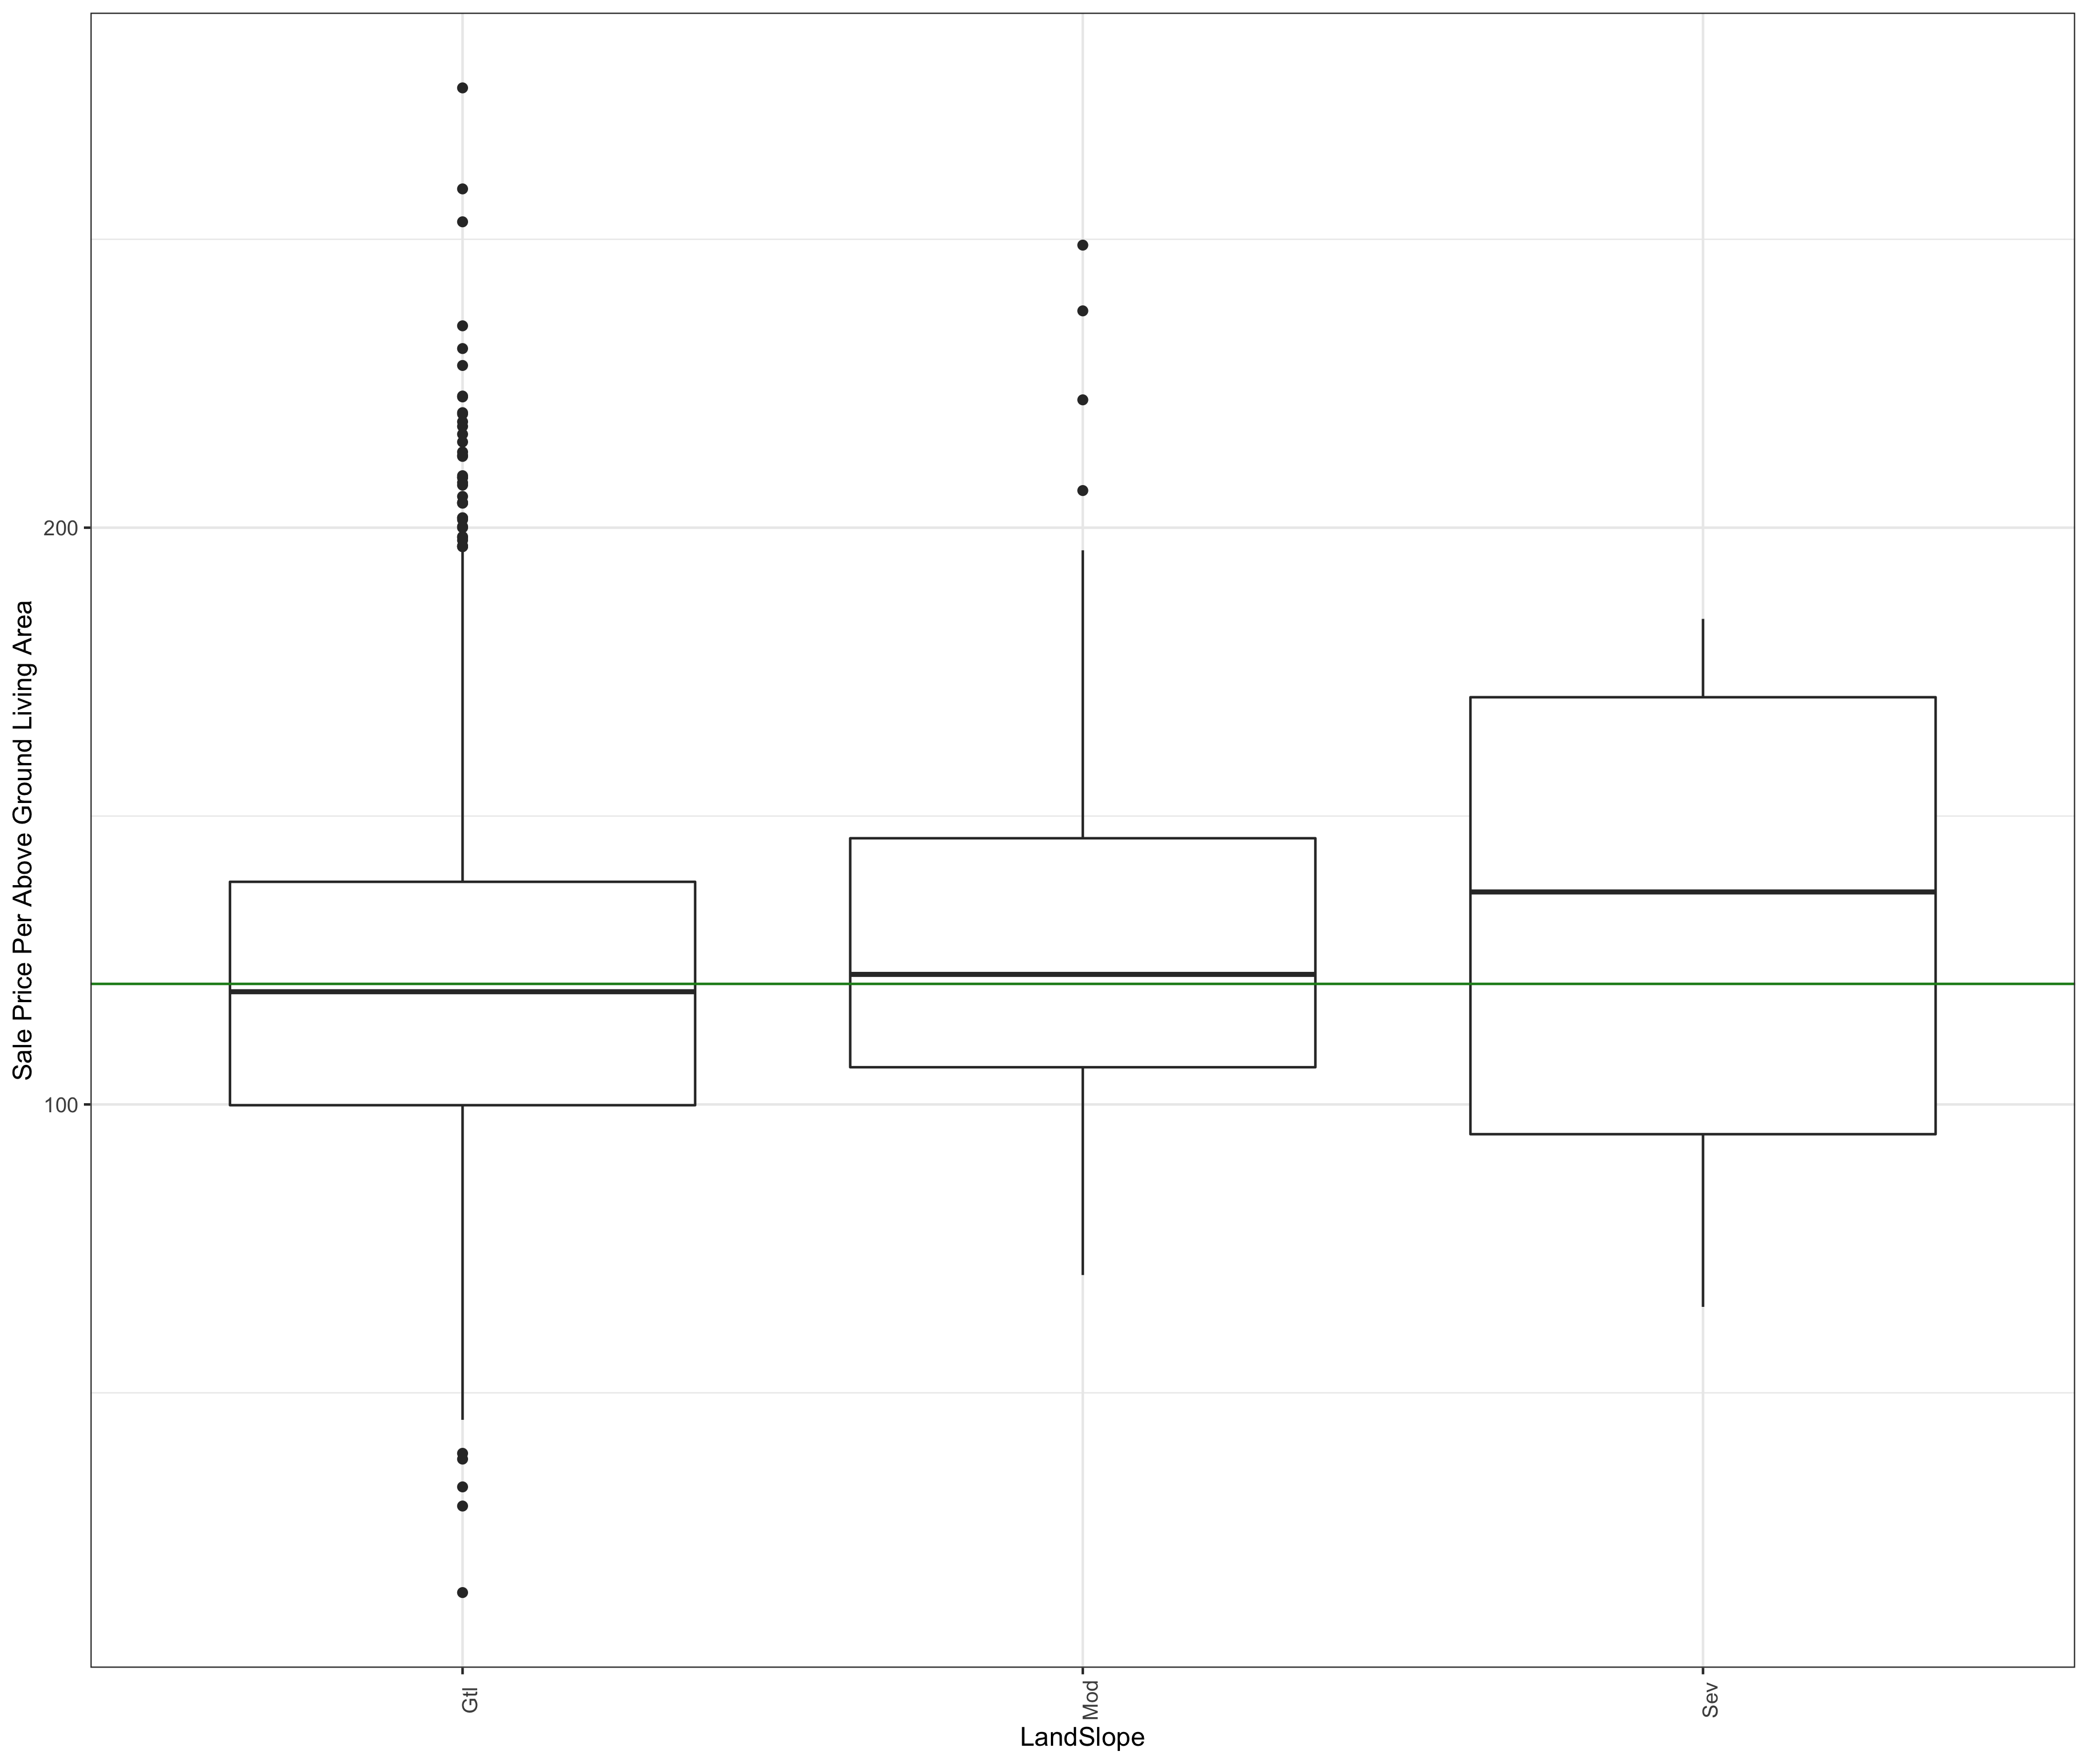 Sale Price Per Above Ground Living Area
200
100
Gtl
Mod
Sev
LandSlope